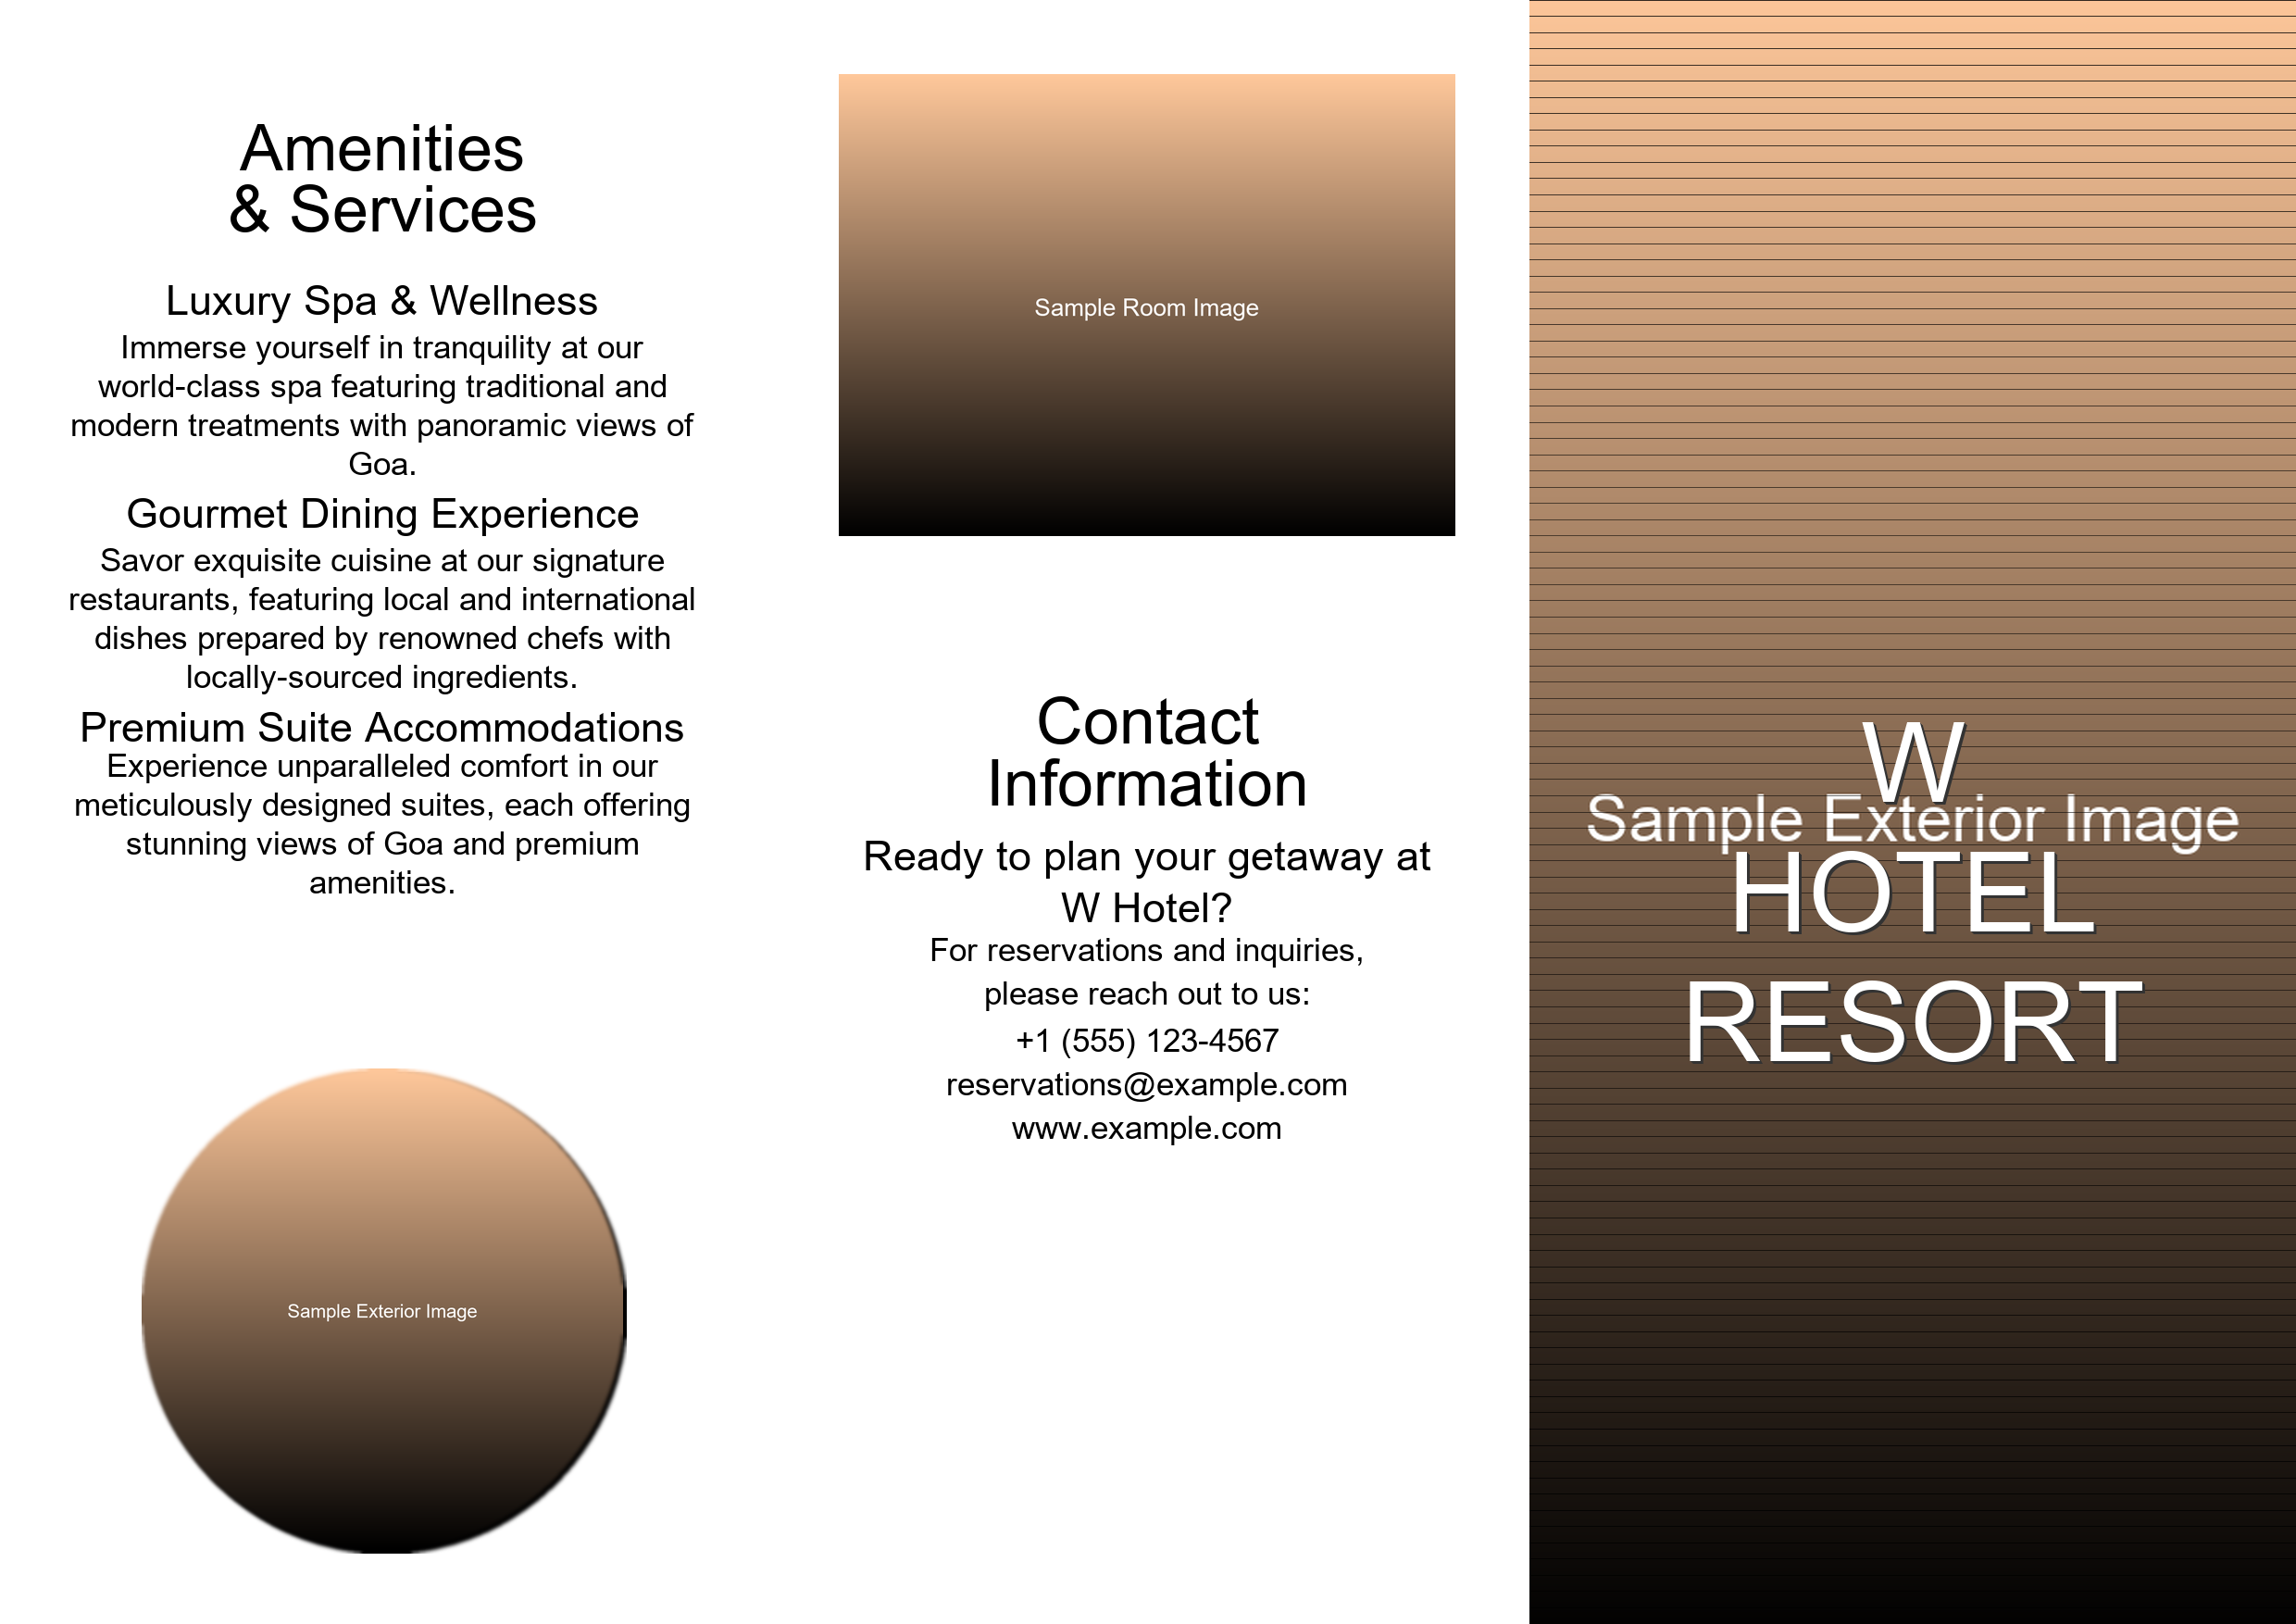 Amenities
& Services
Luxury Spa & Wellness
Immerse yourself in tranquility at our
world-class spa featuring traditional and
modern treatments with panoramic views of
Goa.
Gourmet Dining Experience
Savor exquisite cuisine at our signature
restaurants, featuring local and international
dishes prepared by renowned chefs with
locally-sourced ingredients.
Premium Suite Accommodations
Experience unparalleled comfort in our
meticulously designed suites, each offering
stunning views of Goa and premium
amenities.
Sample Exterior Image
Sample Room Image
Contact
Information
Ready to plan your getaway at
W Hotel?
For reservations and inquiries,
please reach out to us:
+1 (555) 123-4567
reservations@example.com
www.example.com
W
Sample Exterior Image
HOTEL
RESORT